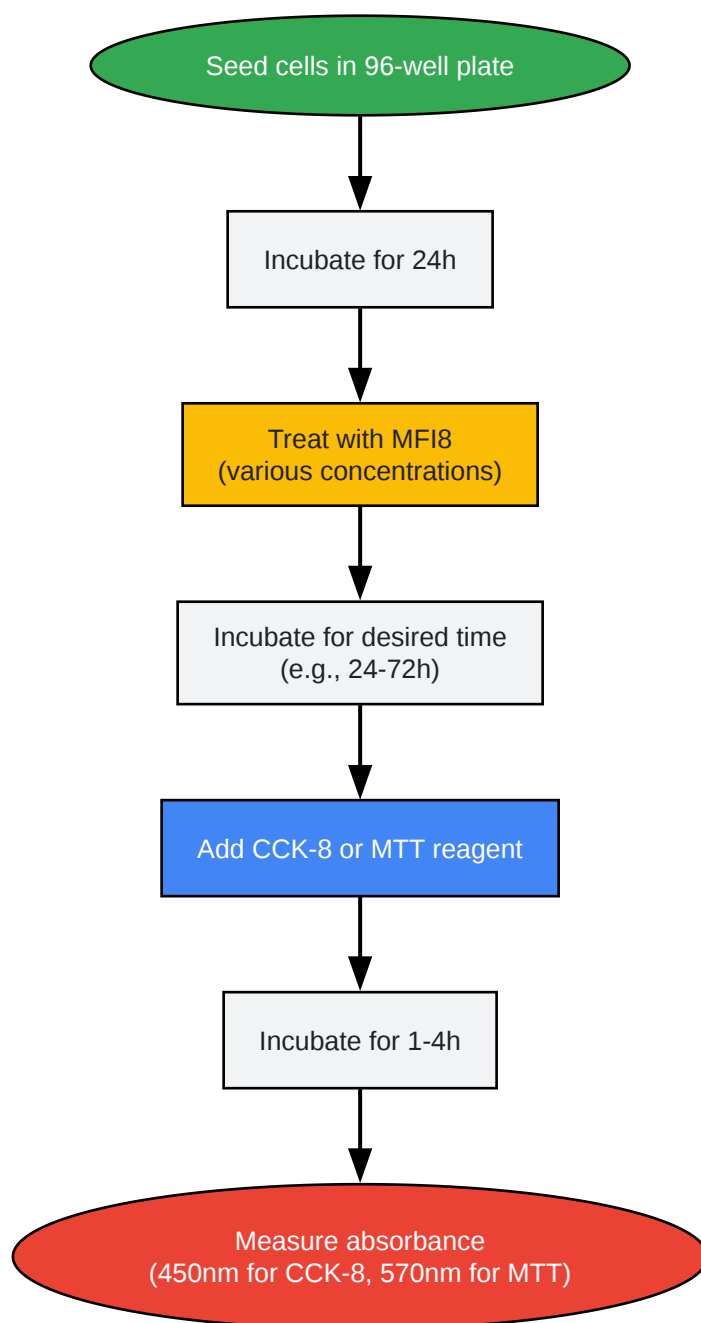 Seed cells in 96-well plate
Incubate for 24h
Treat with MFI8
(various concentrations)
Incubate for desired time
(e.g., 24-72h)
Add CCK-8 or MTT reagent
Incubate for 1-4h
Measure absorbance
(450nm for CCK-8, 570nm for MTT)